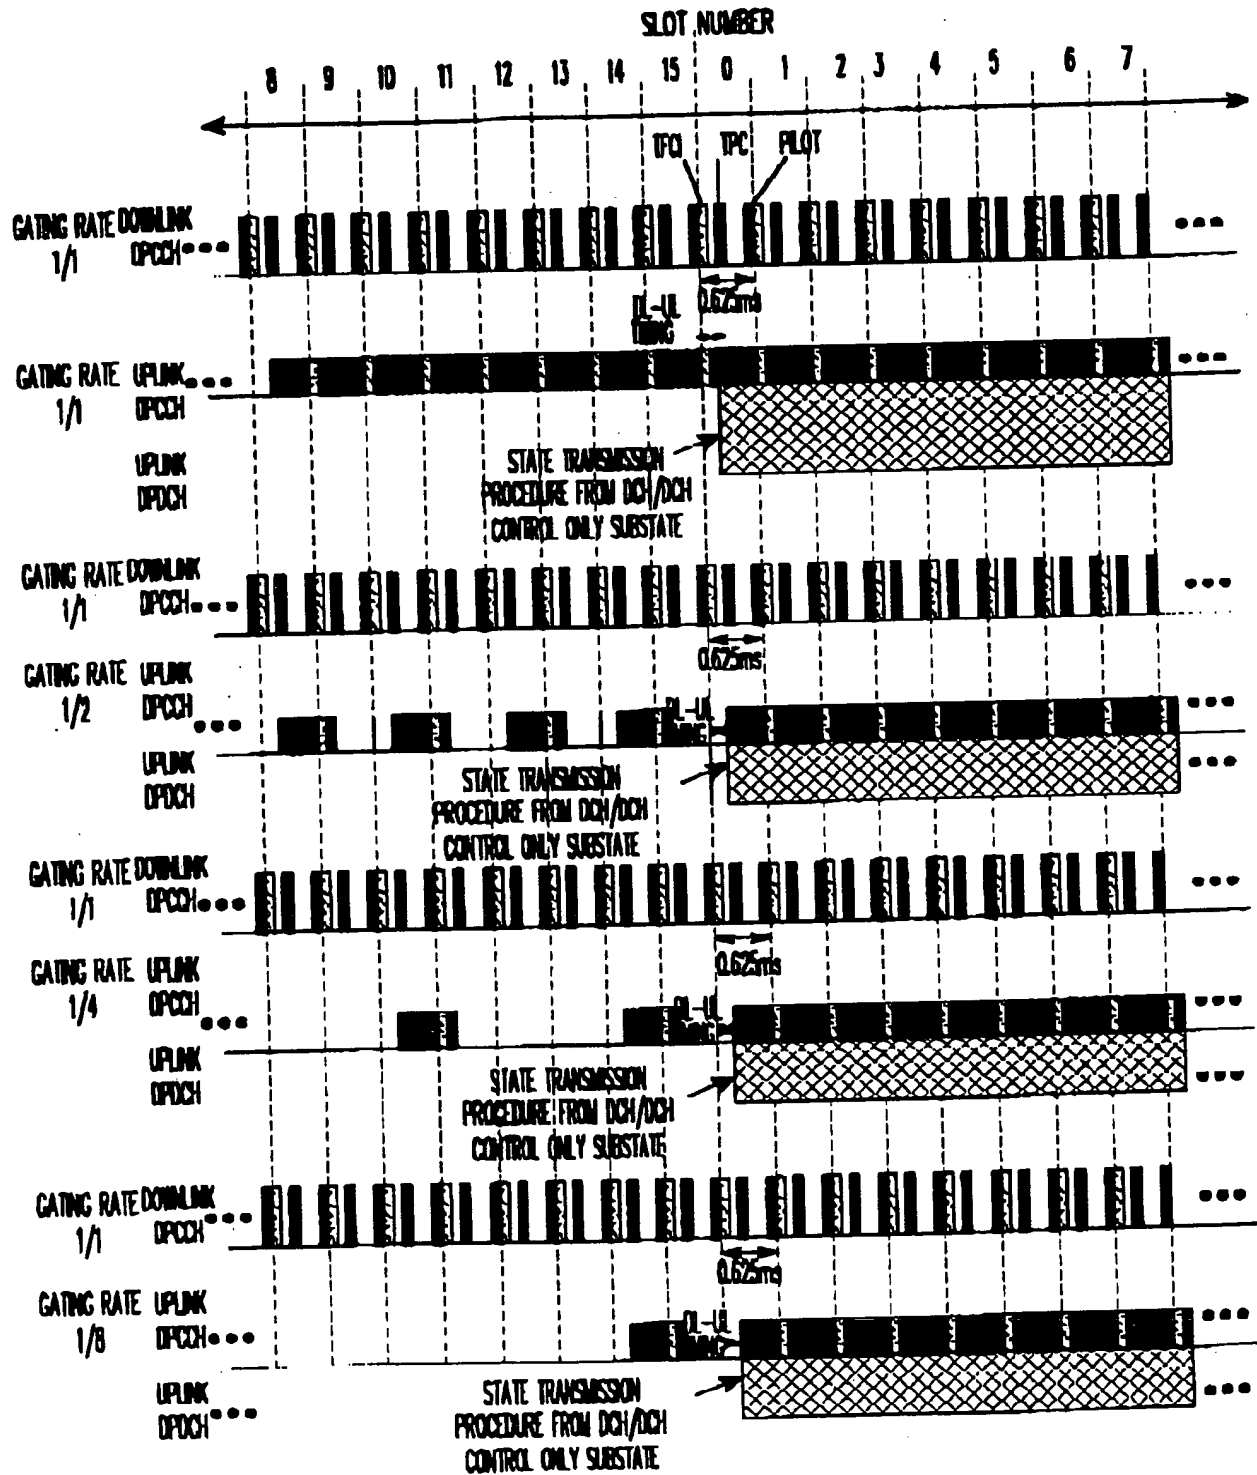 SLOT NUMBER
8 9 10 11 12 13 14 15 0 1 2 3 4 5 6 7
TFCI TPC PILOT
GATING RATE DOWNLINK
1/1 DPCCH
0.625ms
DL-UL
TIMING
GATING RATE UPLINK
1/1 DPCCH
UPLINK
DPDCH
STATE TRANSMISSION
PROCEDURE FROM DCH/DCH
CONTROL ONLY SUBSTATE
GATING RATE DOWNLINK
1/1 DPCCH
0.625ms
GATING RATE UPLINK
1/2 DPCCH
DL-UL
TIMING
UPLINK
DPDCH
STATE TRANSMISSION
PROCEDURE FROM DCH/DCH
CONTROL ONLY SUBSTATE
GATING RATE DOWNLINK
1/1 DPCCH
0.625ms
GATING RATE UPLINK
1/4 DPCCH
DL-UL
UPLINK
DPDCH
STATE TRANSMISSION
PROCEDURE FROM DCH/DCH
CONTROL ONLY SUBSTATE
GATING RATE DOWNLINK
1/1 DPCCH
0.625ms
GATING RATE UPLINK
1/8 DPCCH
DL-UL
UPLINK
DPDCH
STATE TRANSMISSION
PROCEDURE FROM DCH/DCH
CONTROL ONLY SUBSTATE